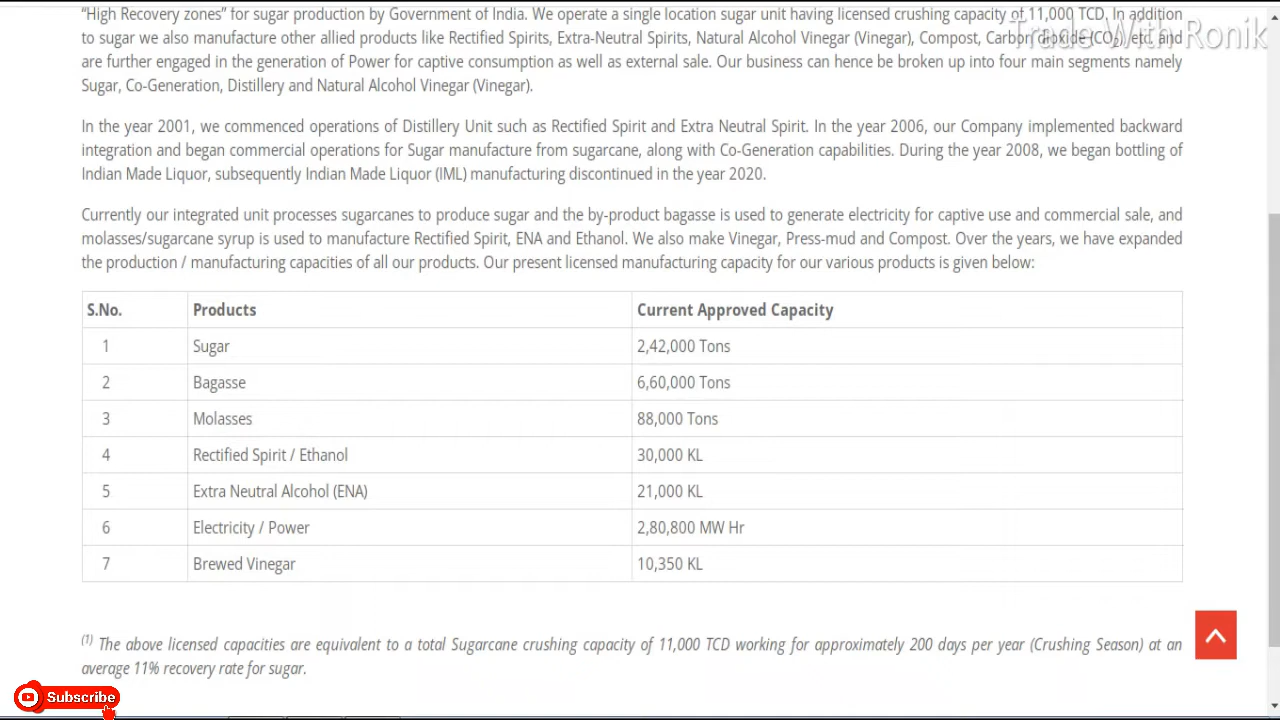 “High Recovery zones” for sugar production by Government of India. We operate a single location sugar unit having licensed crushing capacity of 11,000 TCD. In addition
to sugar we also manufacture other allied products like Rectified Spirits, Extra-Neutral Spirits, Natural Alcohol Vinegar (Vinegar), Compost, Carbon dioxide (CO₂), etc. and
Trade With Ronik
are further engaged in the generation of Power for captive consumption as well as external sale. Our business can hence be broken up into four main segments namely
Sugar, Co-Generation, Distillery and Natural Alcohol Vinegar (Vinegar).
In the year 2001, we commenced operations of Distillery Unit such as Rectified Spirit and Extra Neutral Spirit. In the year 2006, our Company implemented backward
integration and began commercial operations for Sugar manufacture from sugarcane, along with Co-Generation capabilities. During the year 2008, we began bottling of
Indian Made Liquor, subsequently Indian Made Liquor (IML) manufacturing discontinued in the year 2020.
Currently our integrated unit processes sugarcanes to produce sugar and the by-product bagasse is used to generate electricity for captive use and commercial sale, and
molasses/sugarcane syrup is used to manufacture Rectified Spirit, ENA and Ethanol. We also make Vinegar, Press-mud and Compost. Over the years, we have expanded
the production / manufacturing capacities of all our products. Our present licensed manufacturing capacity for our various products is given below:
S.No. Products Current Approved Capacity
1 Sugar 2,42,000 Tons
2 Bagasse 6,60,000 Tons
3 Molasses 88,000 Tons
4 Rectified Spirit / Ethanol 30,000 KL
5 Extra Neutral Alcohol (ENA) 21,000 KL
6 Electricity / Power 2,80,800 MW Hr
7 Brewed Vinegar 10,350 KL
(1) The above licensed capacities are equivalent to a total Sugarcane crushing capacity of 11,000 TCD working for approximately 200 days per year (Crushing Season) at an
average 11% recovery rate for sugar.
Subscribe